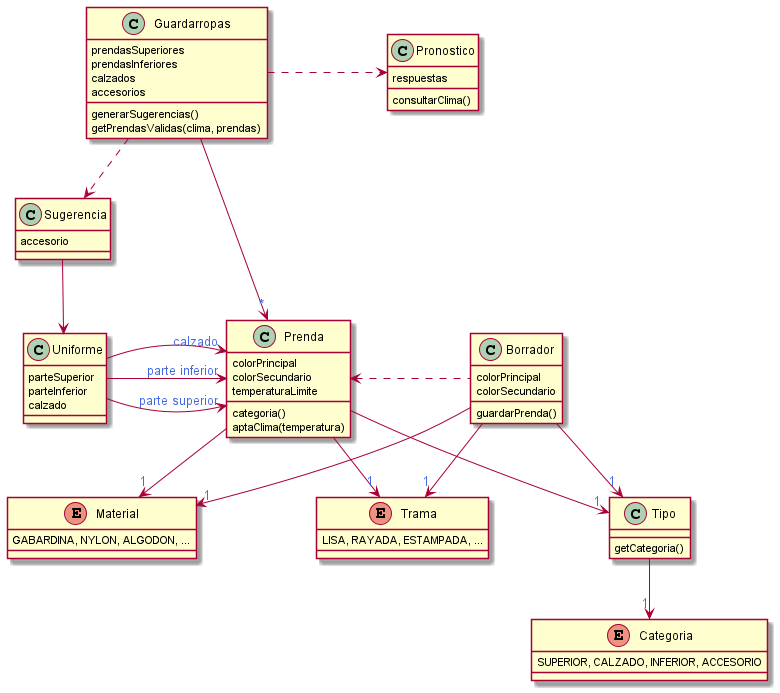 C Guardarropas
prendasSuperiores
prendasInferiores
calzados
accesorios
generarSugerencias()
getPrendasValidas(clima, prendas)
C Pronostico
respuestas
consultarClima()
C Sugerencia
accesorio
*
C Uniforme
parteSuperior
parteInferior
calzado
calzado
parte inferior
parte superior
C Prenda
colorPrincipal
colorSecundario
temperaturaLimite
categoria()
aptaClima(temperatura)
C Borrador
colorPrincipal
colorSecundario
guardarPrenda()
1
1
1
1
1
1
E Material
GABARDINA, NYLON, ALGODON, ...
E Trama
LISA, RAYADA, ESTAMPADA, ...
C Tipo
getCategoria()
1
E Categoria
SUPERIOR, CALZADO, INFERIOR, ACCESORIO